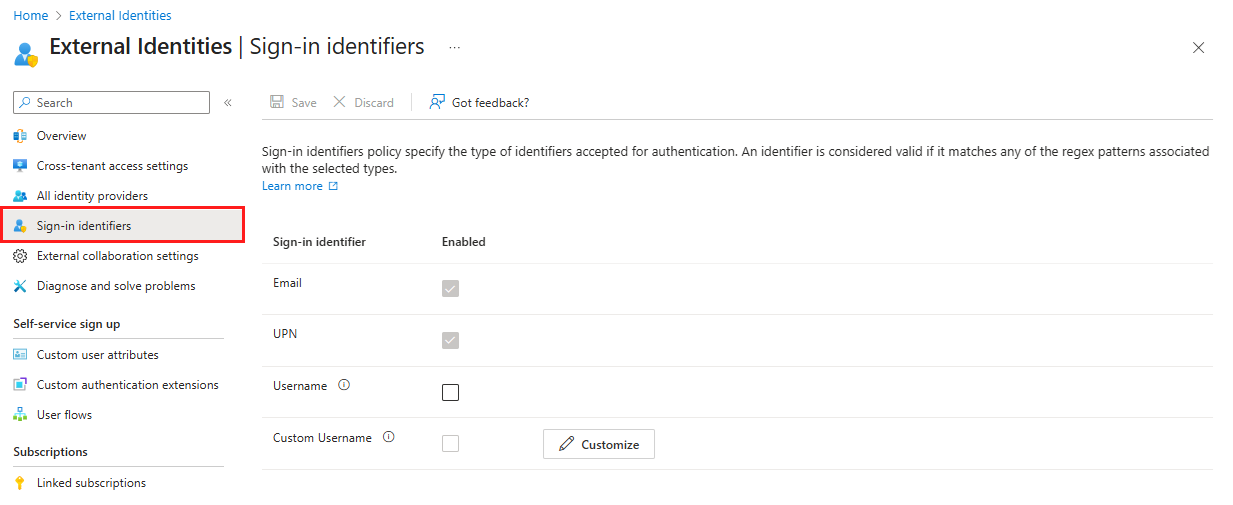 Home > External Identities
External Identities | Sign-in identifiers ...
Search
«
Save
Discard
Got feedback?
Overview
Cross-tenant access settings
All identity providers
Sign-in identifiers
External collaboration settings
Diagnose and solve problems
Self-service sign up
Custom user attributes
Custom authentication extensions
User flows
Subscriptions
Linked subscriptions
Sign-in identifiers policy specify the type of identifiers accepted for authentication. An identifier is considered valid if it matches any of the regex patterns associated
with the selected types.
Learn more
Sign-in identifier Enabled
Email
UPN
Username
Custom Username Customize